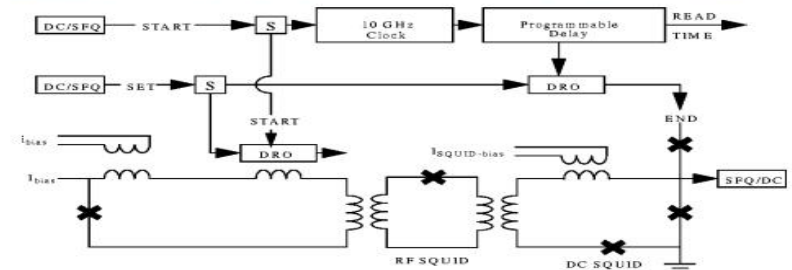 DC/SFQ START S 10 GHz Clock Programmable Delay READ TIME
DC/SFQ SET S DRO
START END
ibias DRO ISQUID-bias
Ibias SFQ/DC
RF SQUID DC SQUID